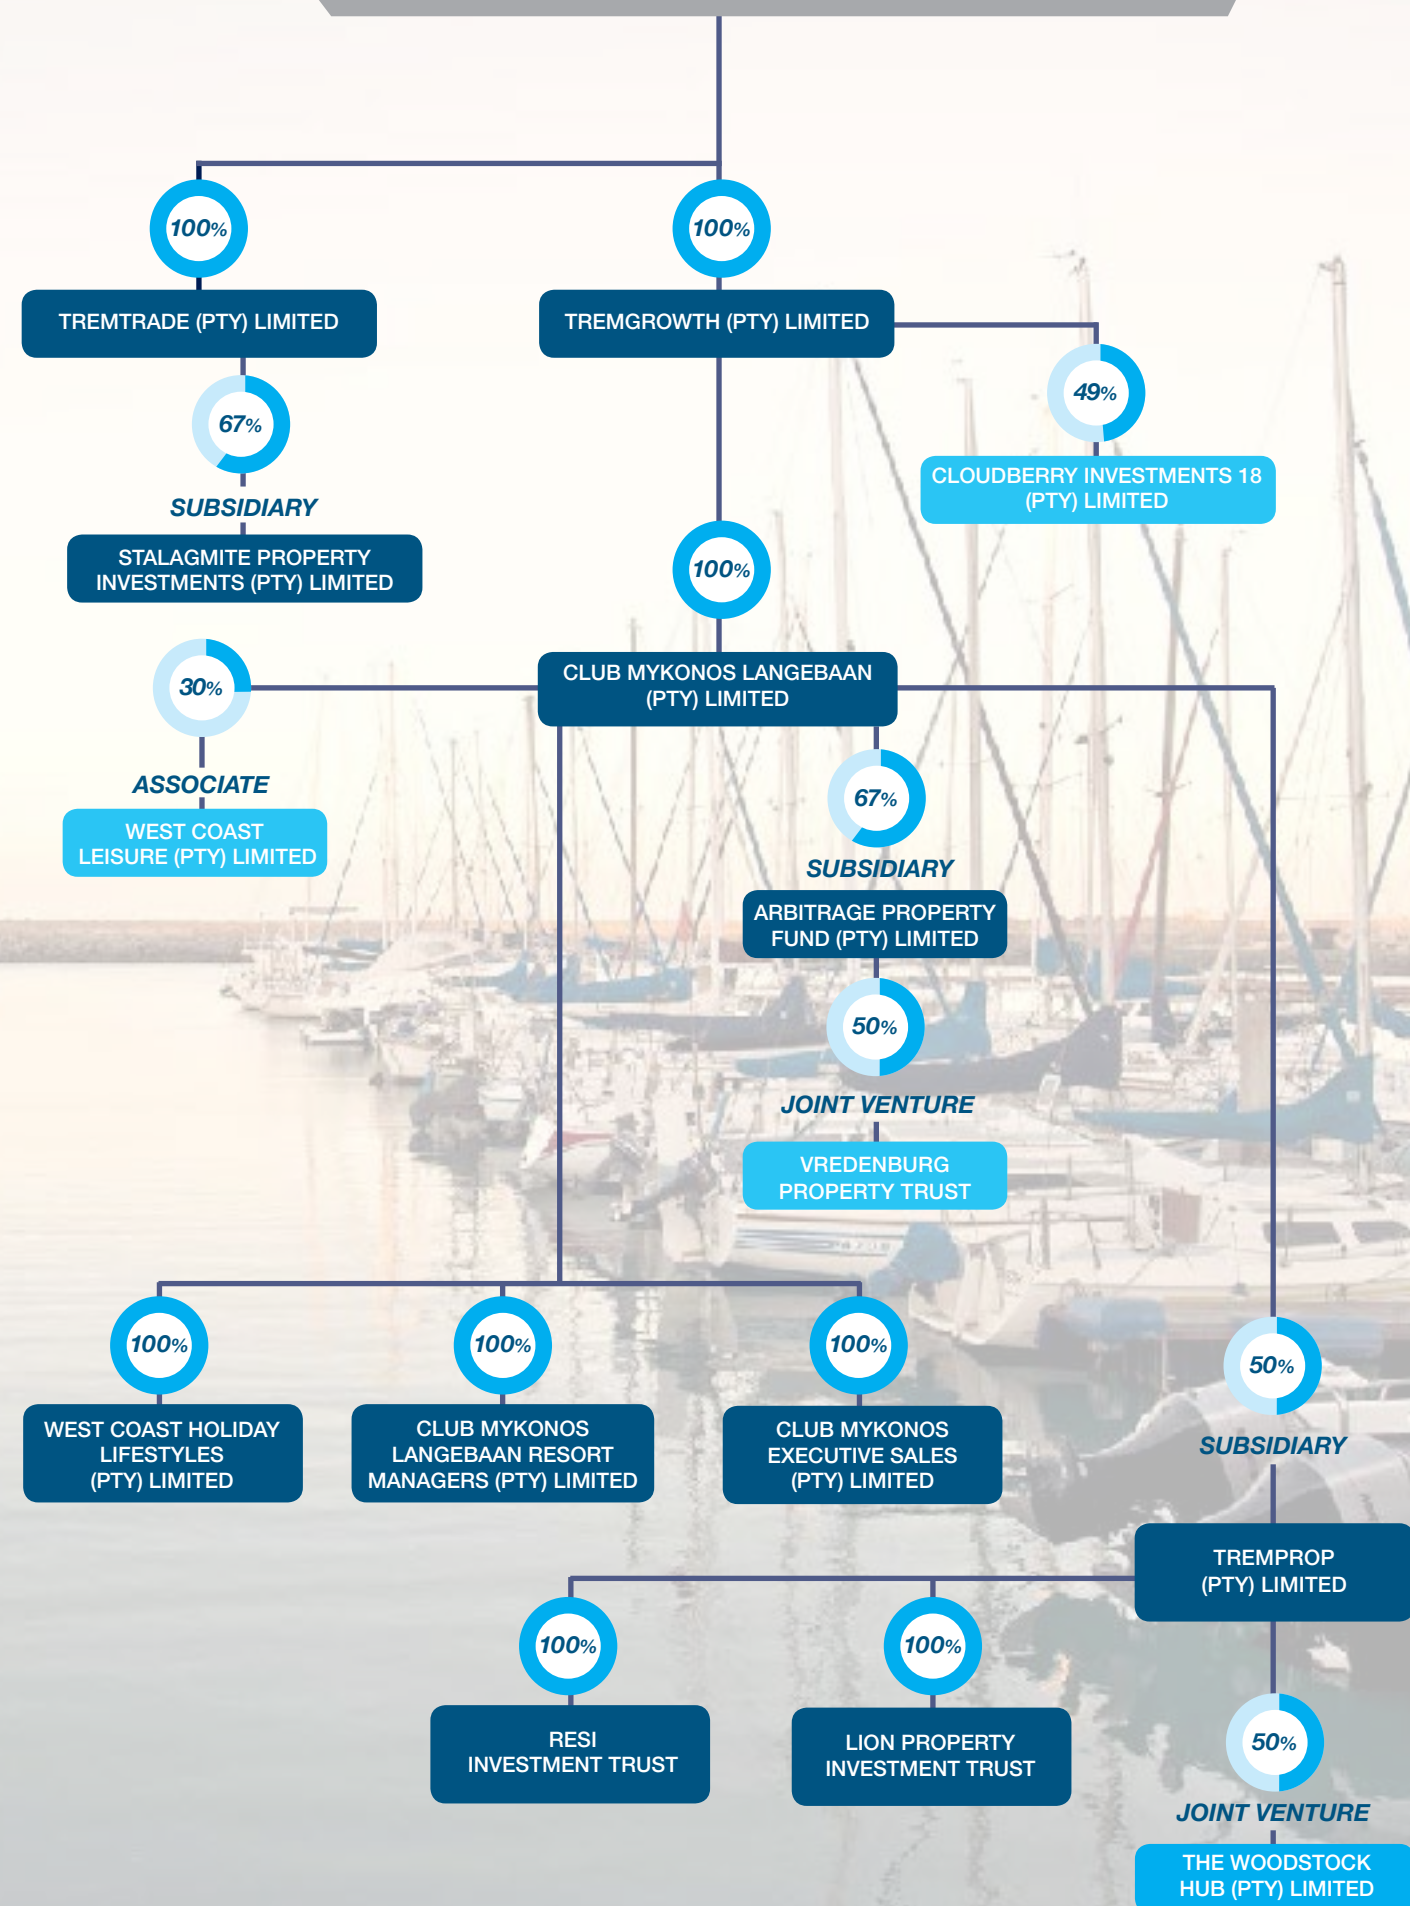 100%
100%
TREMTRADE (PTY) LIMITED
TREMGROWTH (PTY) LIMITED
49%
67%
CLOUDBERRY INVESTMENTS 18
(PTY) LIMITED
SUBSIDIARY
STALAGMITE PROPERTY
INVESTMENTS (PTY) LIMITED
100%
30%
CLUB MYKONOS LANGEBAAN
(PTY) LIMITED
ASSOCIATE
WEST COAST
LEISURE (PTY) LIMITED
67%
SUBSIDIARY
ARBITRAGE PROPERTY
FUND (PTY) LIMITED
50%
JOINT VENTURE
VREDENBURG
PROPERTY TRUST
100%
100%
100%
50%
WEST COAST HOLIDAY
LIFESTYLES
(PTY) LIMITED
CLUB MYKONOS
LANGEBAAN RESORT
MANAGERS (PTY) LIMITED
CLUB MYKONOS
EXECUTIVE SALES
(PTY) LIMITED
SUBSIDIARY
TREMPROP
(PTY) LIMITED
100%
100%
RESI
INVESTMENT TRUST
LION PROPERTY
INVESTMENT TRUST
50%
JOINT VENTURE
THE WOODSTOCK
HUB (PTY) LIMITED